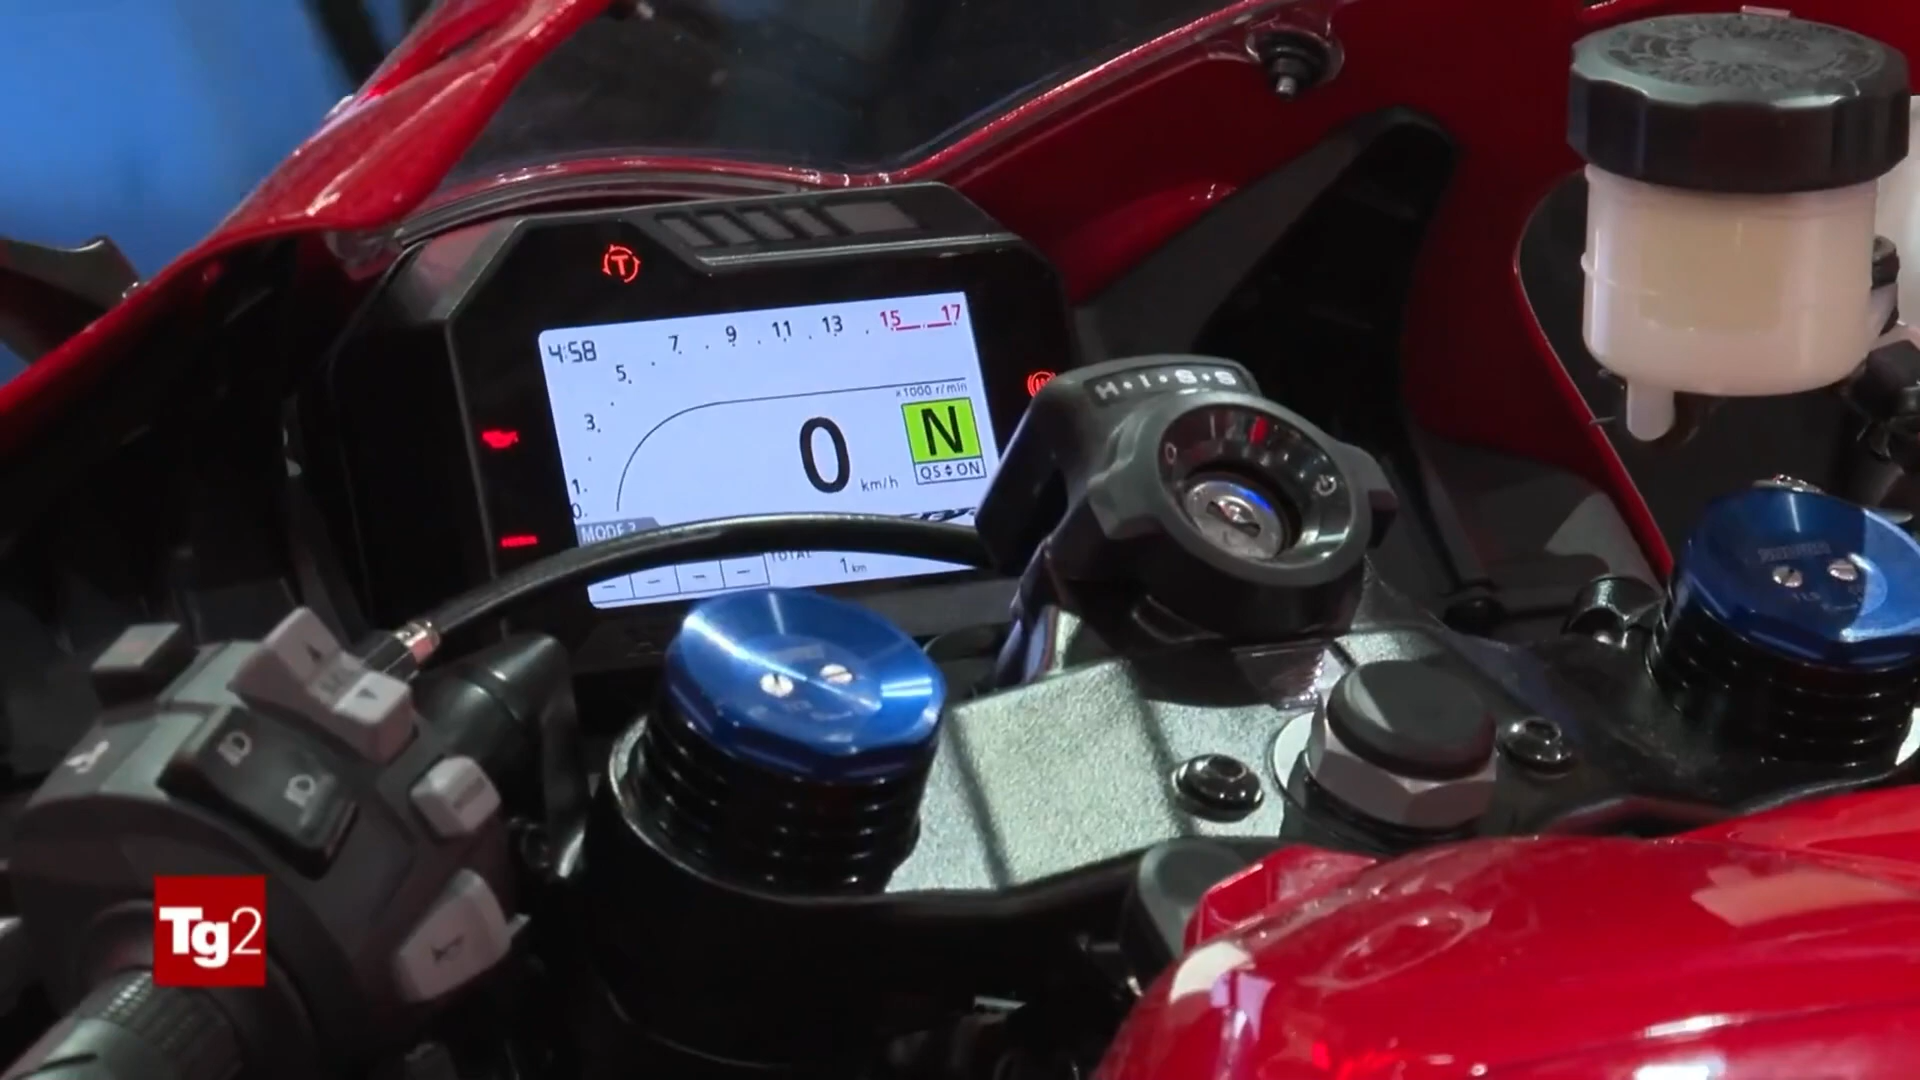 H·I·S·S
4:58
0.
1.
3.
5.
7.
9
11
13
15
17
x1000 r/min
0
km/h
N
QS ON
MODE
TOTAL
1 km
– – – –
Tg2